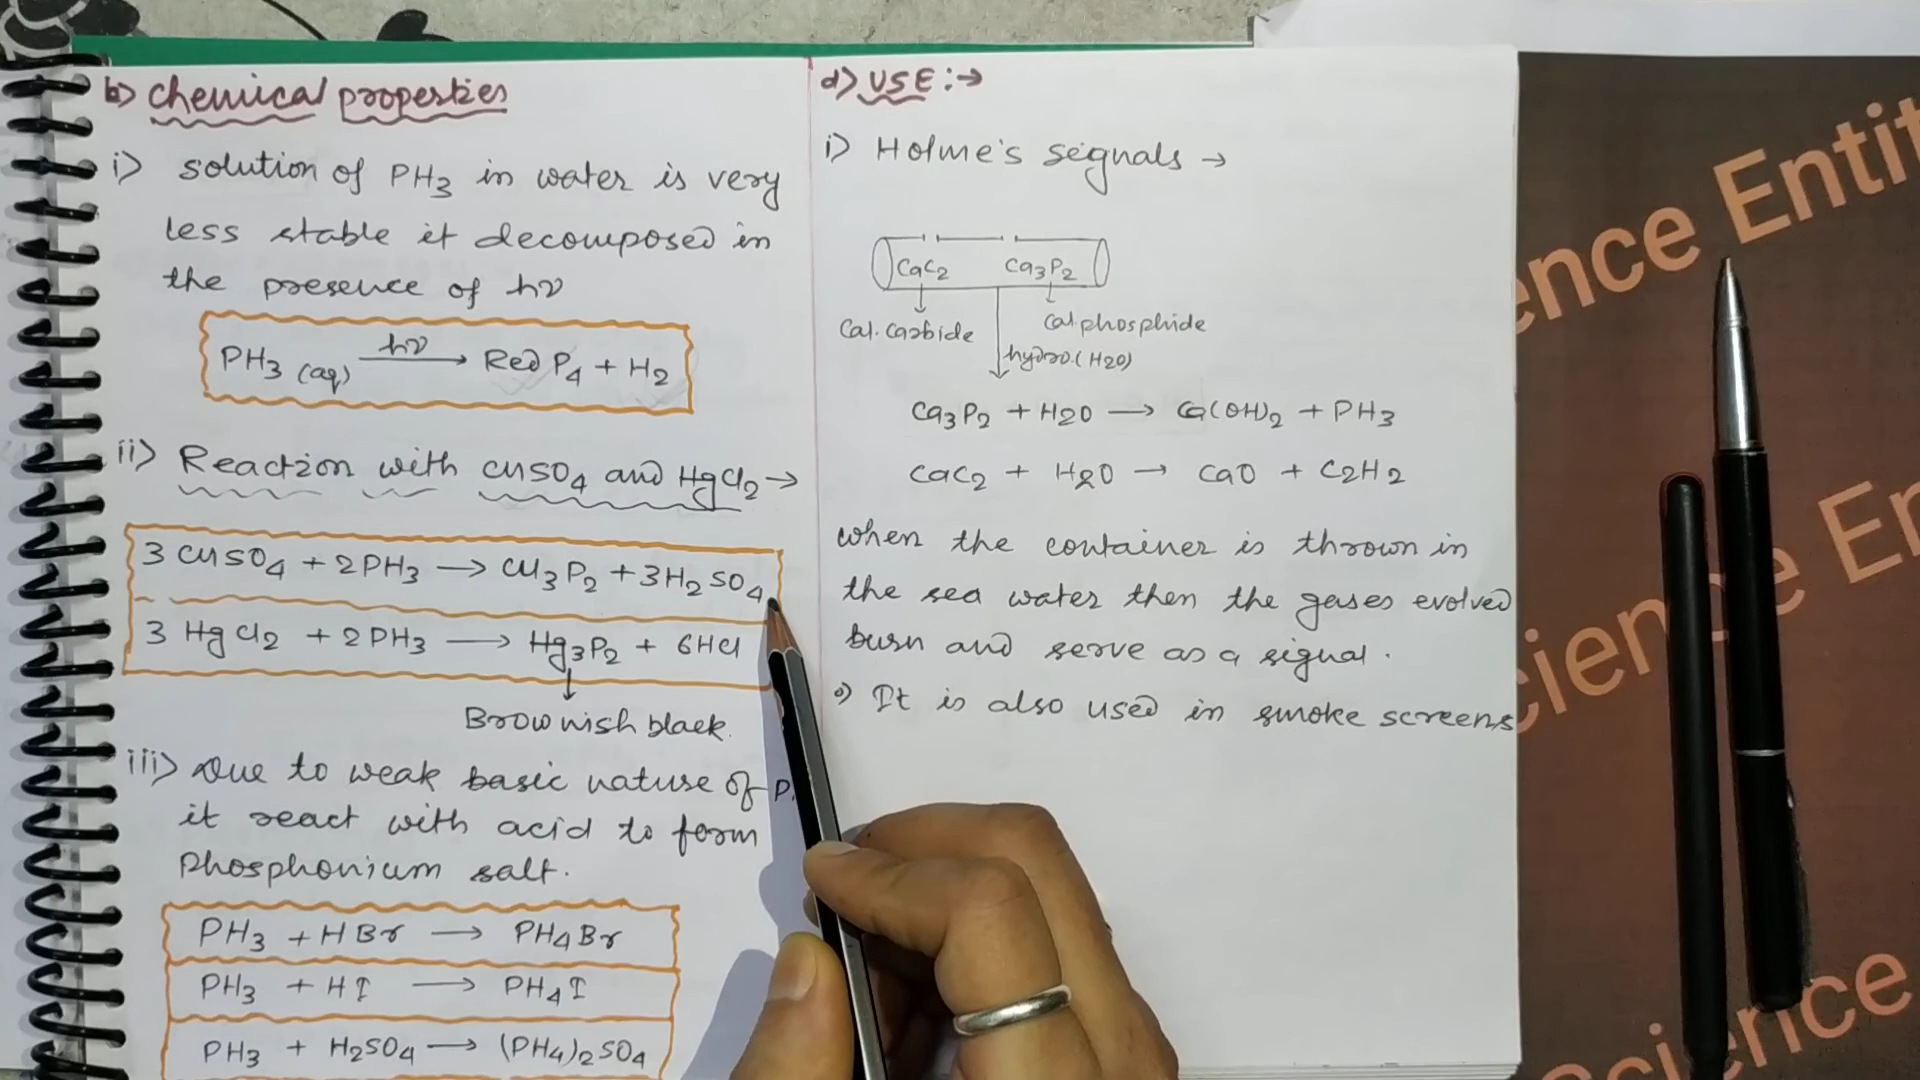 b) Chemical properties
i) solution of PH3 in water is very
less stable it decomposed in
the presence of hν
PH3 (aq) hν → Red P4 + H2
ii) Reaction with CuSO4 and HgCl2 →
3 CuSO4 + 2PH3 → Cu3P2 + 3H2SO4
3 HgCl2 + 2PH3 → Hg3P2 + 6HCl
↓
Brownish black.
iii) Due to weak basic nature of P
it react with acid to form
Phosphonium salt.
PH3 + HBr → PH4Br
PH3 + HI → PH4I
PH3 + H2SO4 → (PH4)2SO4
d) USE :→
i) Holme's signals →
CaC2 Ca3P2
Cal. Carbide
Cal. phosphide
hydro. (H2O)
Ca3P2 + H2O → Ca(OH)2 + PH3
CaC2 + H2O → CaO + C2H2
when the container is thrown in
the sea water then the gases evolved
burn and serve as a signal.
It is also used in smoke screens
ence Entit
cience En
Science